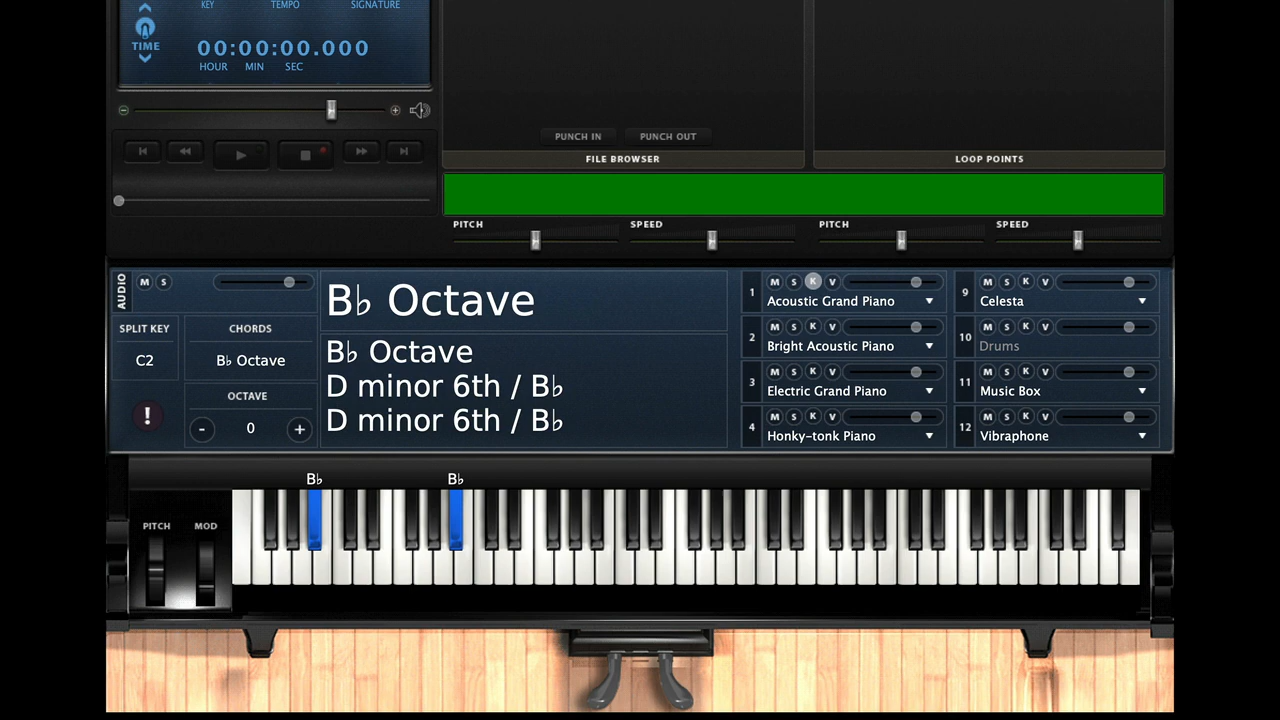 KEY TEMPO SIGNATURE
TIME
00:00:00.000
HOUR MIN SEC
PUNCH IN PUNCH OUT
FILE BROWSER LOOP POINTS
PITCH SPEED PITCH SPEED
AUDIO
M S
SPLIT KEY
C2
!
CHORDS
B♭ Octave
OCTAVE
- 0 +
B♭ Octave
B♭ Octave
D minor 6th / B♭
D minor 6th / B♭
1 M S K V
Acoustic Grand Piano
2 M S K V
Bright Acoustic Piano
3 M S K V
Electric Grand Piano
4 M S K V
Honky-tonk Piano
9 M S K V
Celesta
10 M S K V
Drums
11 M S K V
Music Box
12 M S K V
Vibraphone
B♭ B♭
PITCH MOD